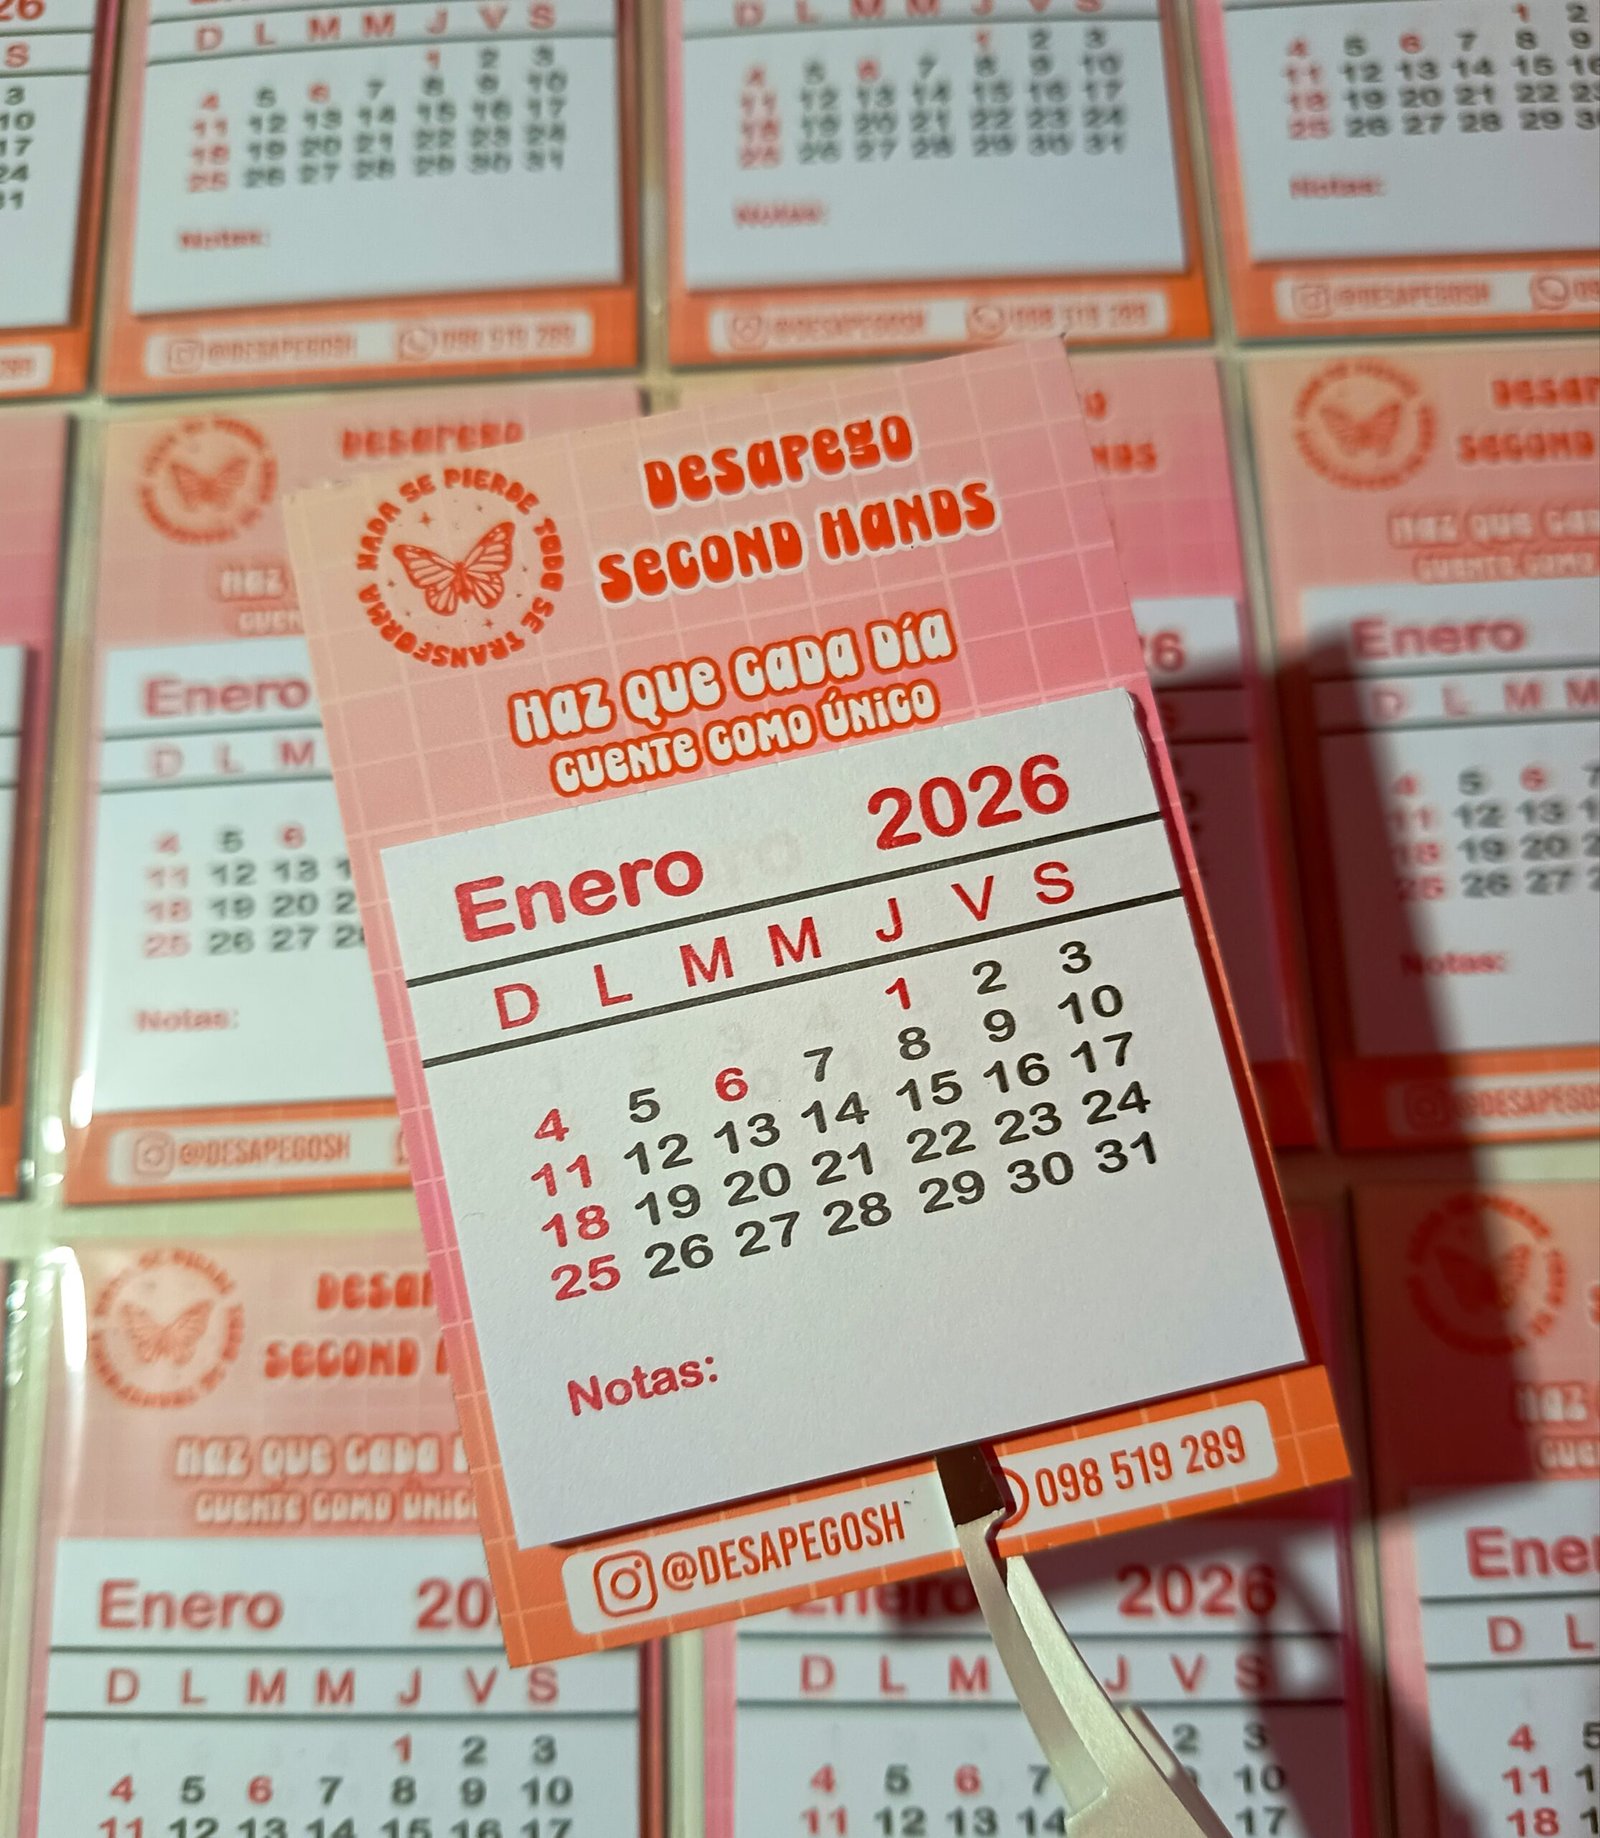 NADA SE PIERDE TODO SE TRANSFORMA
Desapego
Second Hands
Haz que cada día
cuente como único
Enero 2026
D L M M J V S
1 2 3
4 5 6 7 8 9 10
11 12 13 14 15 16 17
18 19 20 21 22 23 24
25 26 27 28 29 30 31
Notas:
@DESAPEGOSH 098 519 289